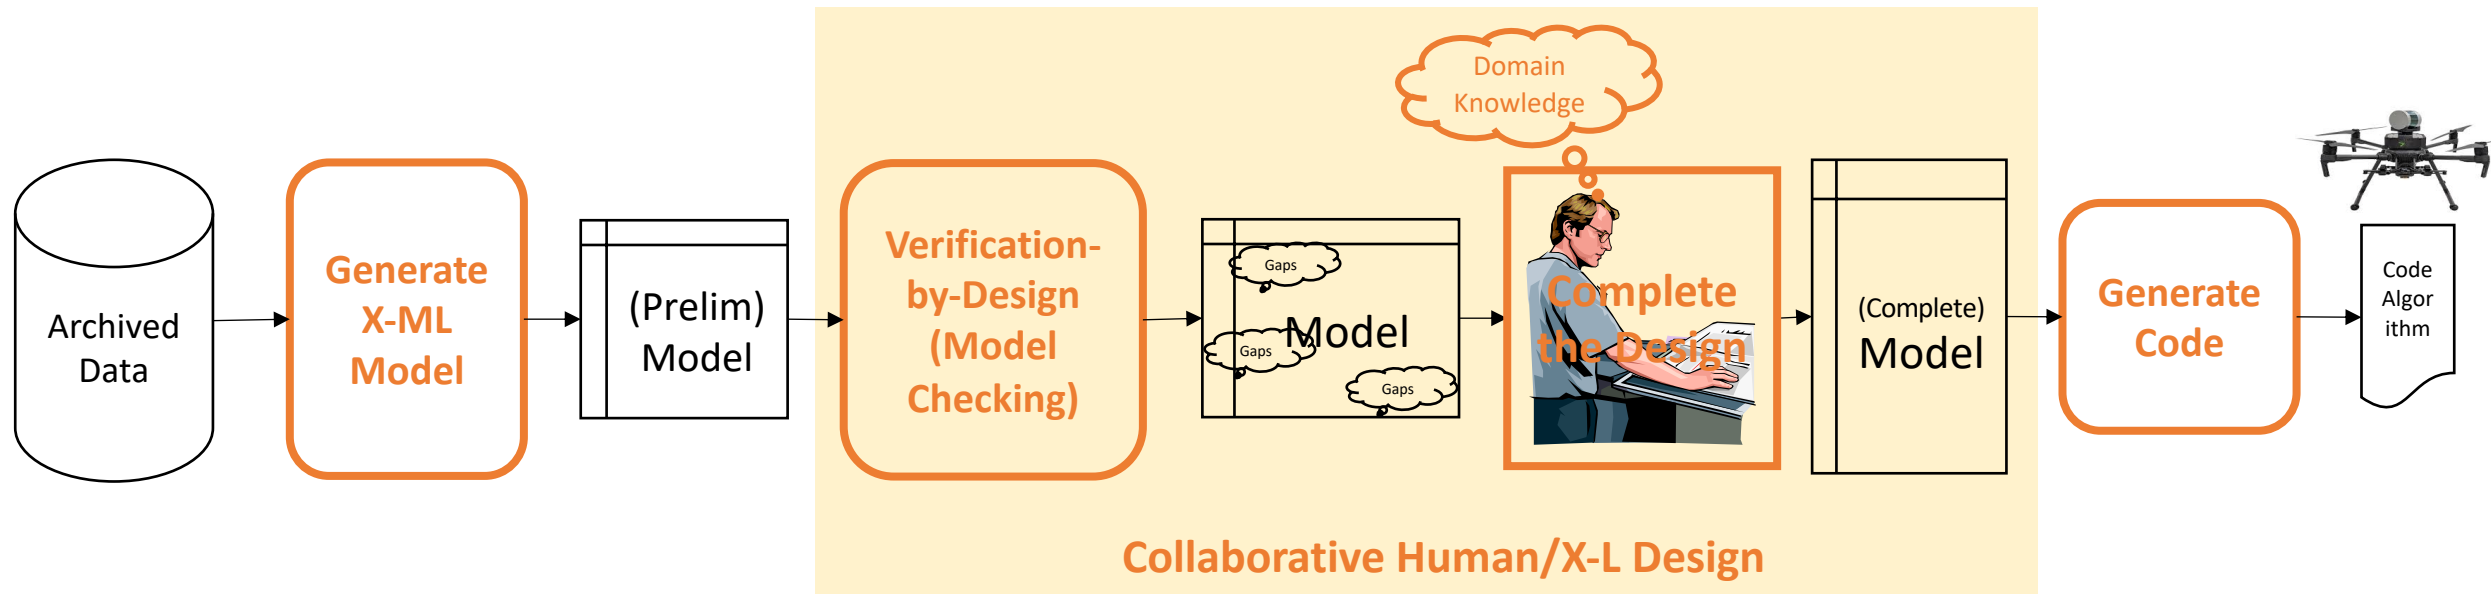 Archived
Data
Generate
X-ML
Model
(Prelim)
Model
Verification-
by-Design
(Model
Checking)
Gaps
Gaps
Model
Gaps
Domain
Knowledge
Complete
the Design
(Complete)
Model
Generate
Code
Code
Algor
ithm
Collaborative Human/X-L Design